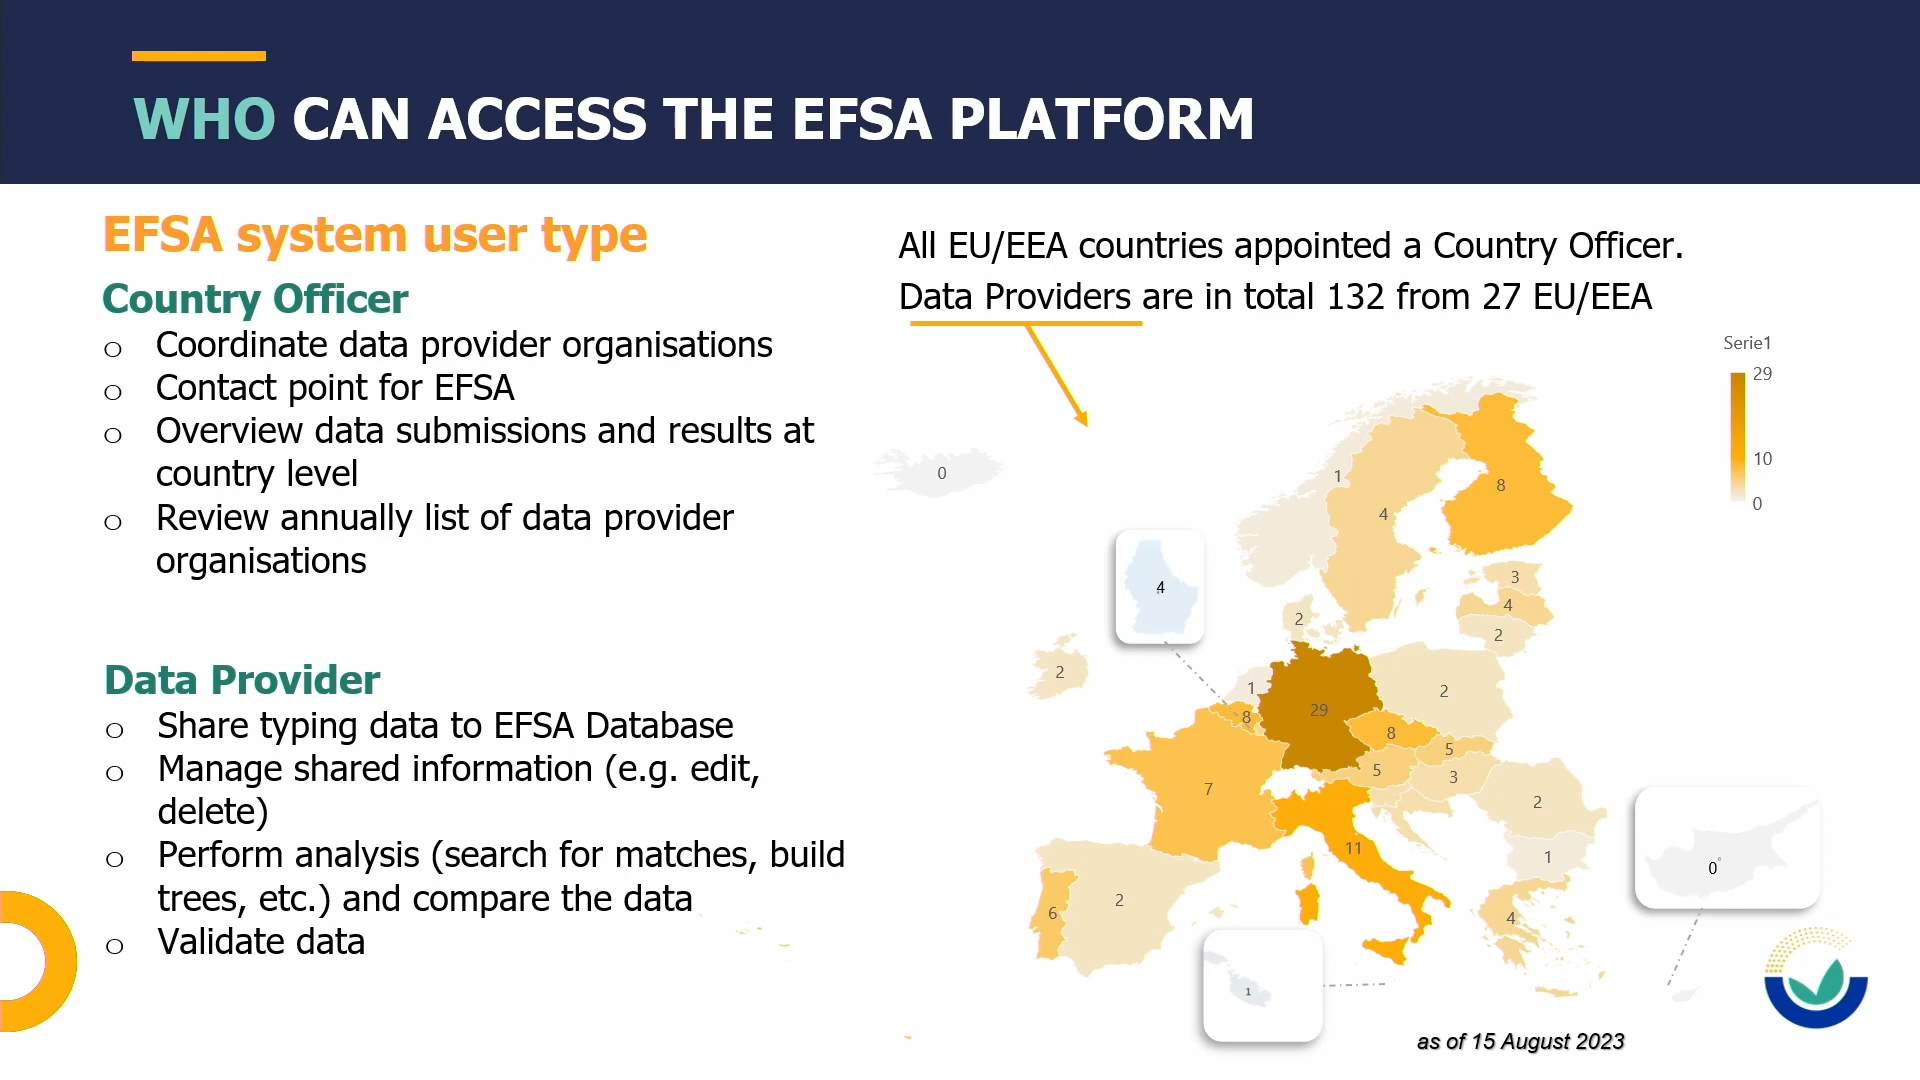 WHO CAN ACCESS THE EFSA PLATFORM
EFSA system user type
Country Officer
o Coordinate data provider organisations
o Contact point for EFSA
o Overview data submissions and results at
country level
o Review annually list of data provider
organisations
Data Provider
o Share typing data to EFSA Database
o Manage shared information (e.g. edit,
delete)
o Perform analysis (search for matches, build
trees, etc.) and compare the data
o Validate data
All EU/EEA countries appointed a Country Officer.
Data Providers are in total 132 from 27 EU/EEA
Serie1
29
10
0
0
1
8
4
4
3
4
2
2
2
1
2
29
8
8
5
5
3
7
2
11
1
6
2
4
0
1
as of 15 August 2023